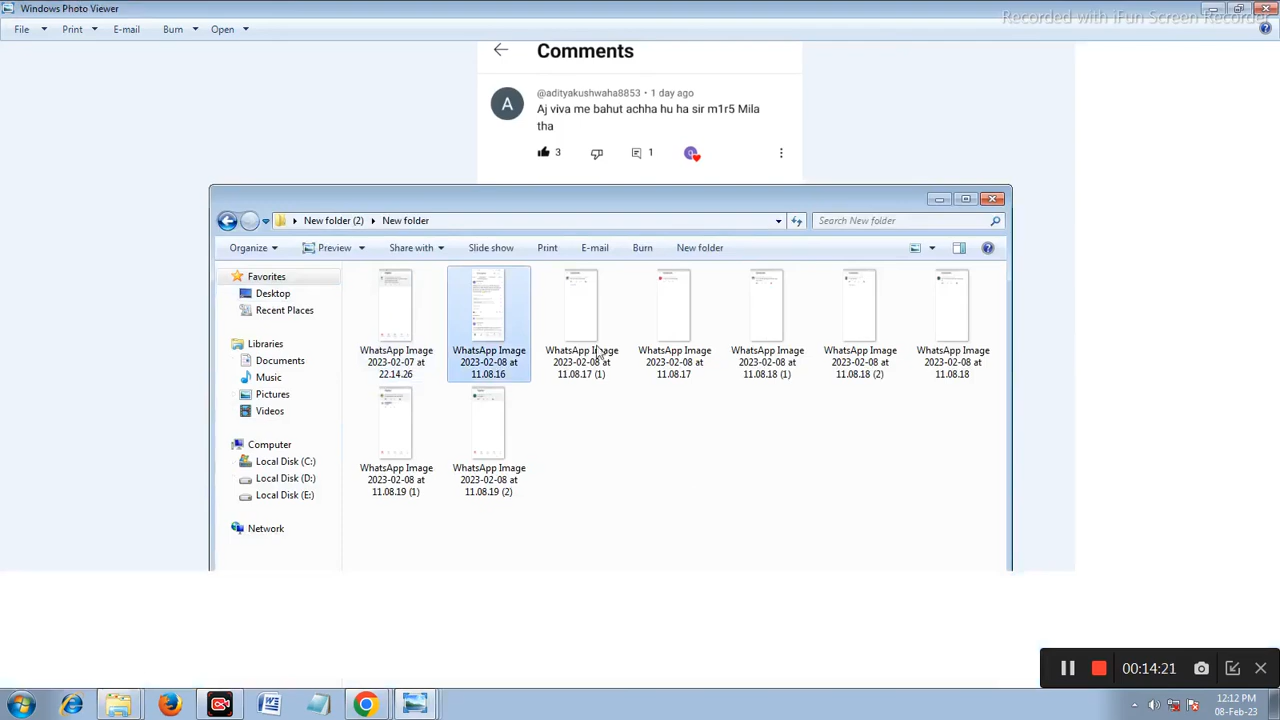 Windows Photo Viewer
Recorded with iFun Screen Recorder
File Print E-mail Burn Open
Comments
@adityakushwaha8853 • 1 day ago
A
Aj viva me bahut achha hu ha sir m1r5 Mila
tha
3 1
New folder (2) New folder
Search New folder
Organize Preview Share with Slide show Print E-mail Burn New folder
Favorites
Desktop
Recent Places
Libraries
Documents
Music
Pictures
Videos
Computer
Local Disk (C:)
Local Disk (D:)
Local Disk (E:)
Network
WhatsApp Image
2023-02-07 at
22.14.26
WhatsApp Image
2023-02-08 at
11.08.16
WhatsApp Image
2023-02-08 at
11.08.17 (1)
WhatsApp Image
2023-02-08 at
11.08.17
WhatsApp Image
2023-02-08 at
11.08.18 (1)
WhatsApp Image
2023-02-08 at
11.08.18 (2)
WhatsApp Image
2023-02-08 at
11.08.18
WhatsApp Image
2023-02-08 at
11.08.19 (1)
WhatsApp Image
2023-02-08 at
11.08.19 (2)
00:14:21
12:12 PM
08-Feb-23